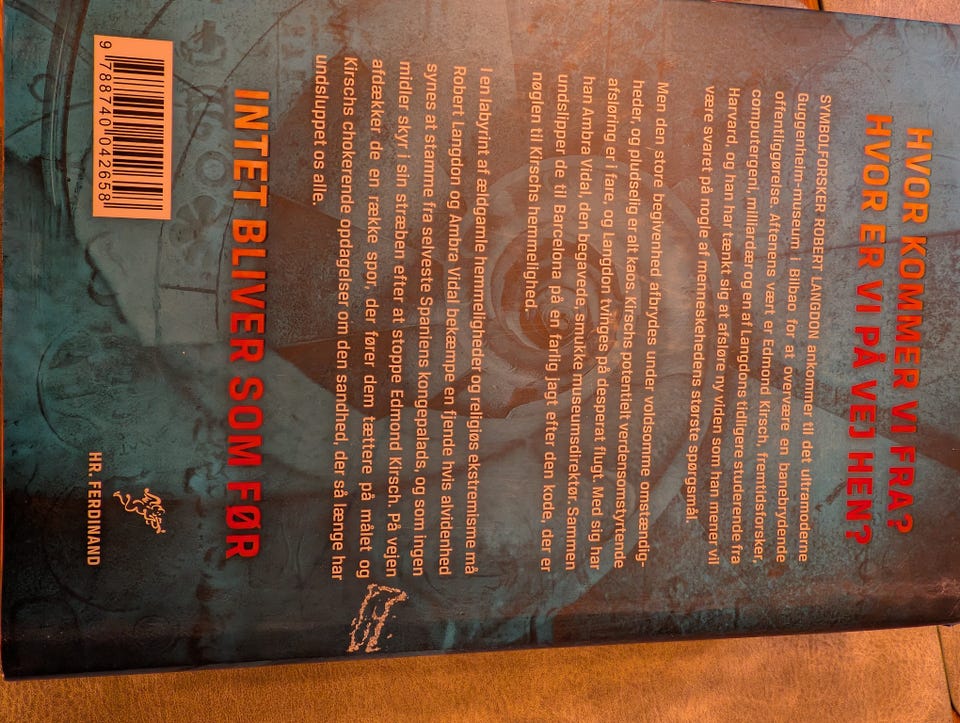 HVOR KOMMER VI FRA?
HVOR ER VI PÅ VEJ HEN?
SYMBOLFORSKER ROBERT LANGDON ankommer til det ultramoderne
Guggenheim-museum i Bilbao for at overvære en banebrydende
offentliggørelse. Aftenens vært er Edmond Kirsch, fremtidsforsker,
computergeni, milliardær og en af Langdons tidligere studerende fra
Harvard, og han har tænkt sig at afsløre ny viden som han mener vil
være svaret på nogle af menneskehedens største spørgsmål.
Men den store begivenhed afbrydes under voldsomme omstændig-
heder, og pludselig er alt kaos. Kirschs potentielt verdensomstyrtende
afsløring er i fare, og Langdon tvinges på desperat flugt. Med sig har
han Ambra Vidal, den begavede, smukke museumsdirektør. Sammen
undslipper de til Barcelona på en farlig jagt efter den kode, der er
nøglen til Kirschs hemmelighed.
I en labyrint af ældgamle hemmeligheder og religiøs ekstremisme må
Robert Langdon og Ambra Vidal bekæmpe en fjende hvis alvidenhed
synes at stamme fra selveste Spaniens kongepalads, og som ingen
midler skyr i sin stræben efter at stoppe Edmond Kirsch. På vejen
afdækker de en række spor, der fører dem tættere på målet og
Kirschs chokerende opdagelser om den sandhed, der så længe har
undsluppet os alle.
INTET BLIVER SOM FØR
9 788740 042658
HR. FERDINAND